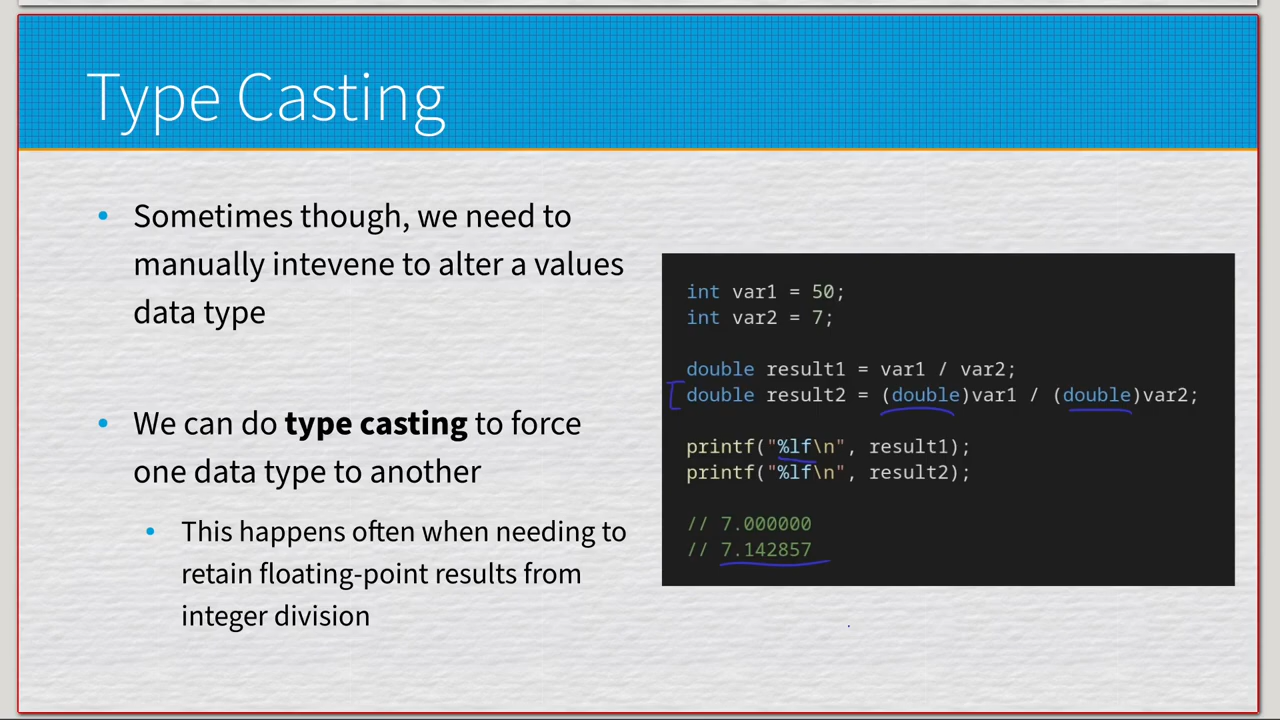 Type Casting
Sometimes though, we need to
manually intevene to alter a values
data type
We can do type casting to force
one data type to another
This happens often when needing to
retain floating-point results from
integer division
int var1 = 50;
int var2 = 7;
double result1 = var1 / var2;
double result2 = (double)var1 / (double)var2;
printf("%lf\n", result1);
printf("%lf\n", result2);
// 7.000000
// 7.142857